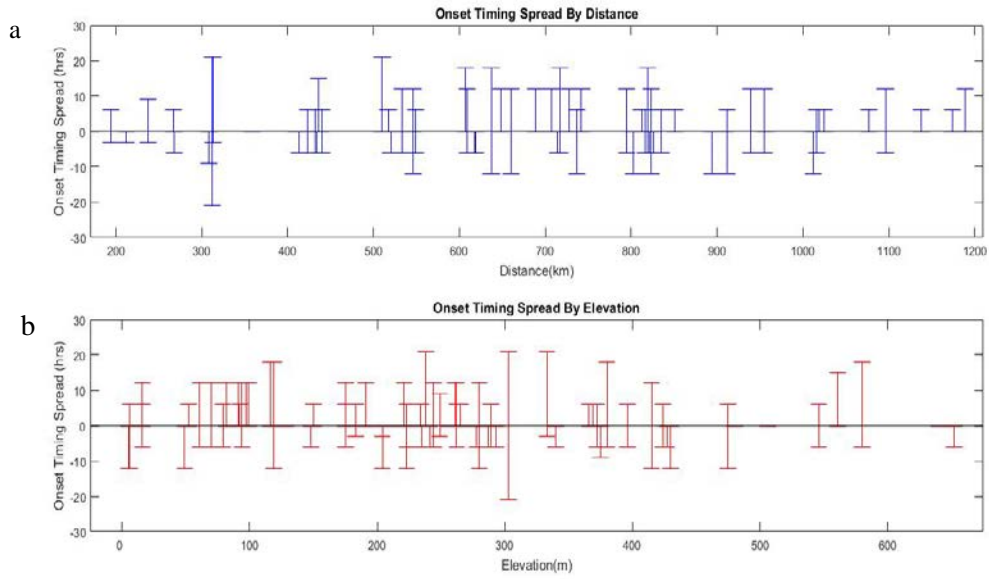 a
Onset Timing Spread By Distance
Onset Timing Spread (hrs)
30
20
10
0
-10
-20
-30
200 300 400 500 600 700 800 900 1000 1100 1200
Distance(km)
b
Onset Timing Spread By Elevation
Onset Timing Spread (hrs)
30
20
10
0
-10
-20
-30
0 100 200 300 400 500 600
Elevation(m)